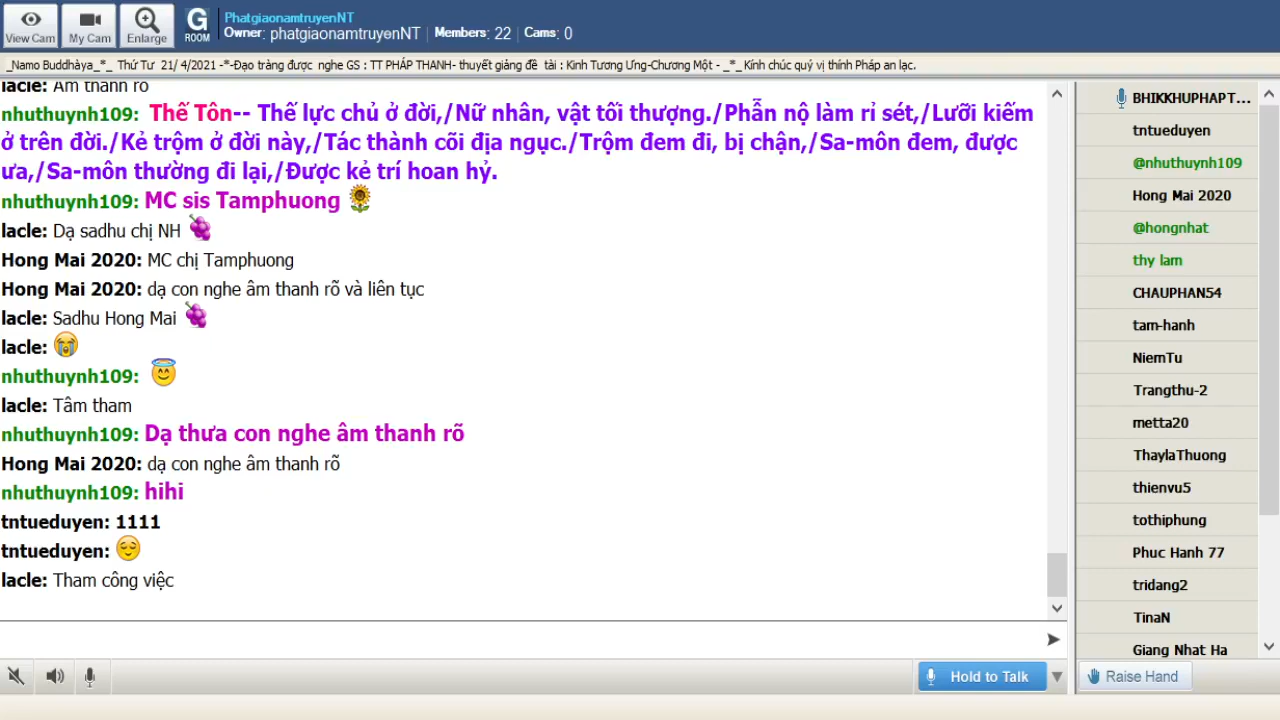 View Cam
My Cam
Enlarge
G
ROOM
PhatgiaonamtruyenNT
Owner: phatgiaonamtruyenNT | Members: 22 | Cams: 0
_Namo Buddhàya_*_ Thứ Tư 21/ 4/2021 -*-Đạo tràng được nghe GS : TT PHÁP THANH- thuyết giảng đề tài : Kinh Tương Ưng-Chương Một - _*_ Kính chúc quý vị thính Pháp an lạc.
lacle: Âm thanh rõ
nhuthuynh109: Thế Tôn-- Thế lực chủ ở đời,/Nữ nhân, vật tối thượng./Phẫn nộ làm rỉ sét,/Lưỡi kiếm
ở trên đời./Kẻ trộm ở đời này,/Tác thành cõi địa ngục./Trộm đem đi, bị chận,/Sa-môn đem, được
ưa,/Sa-môn thường đi lại,/Được kẻ trí hoan hỷ.
nhuthuynh109: MC sis Tamphuong
lacle: Dạ sadhu chị NH
Hong Mai 2020: MC chị Tamphuong
Hong Mai 2020: dạ con nghe âm thanh rõ và liên tục
lacle: Sadhu Hong Mai
lacle:
nhuthuynh109:
lacle: Tâm tham
nhuthuynh109: Dạ thưa con nghe âm thanh rõ
Hong Mai 2020: dạ con nghe âm thanh rõ
nhuthuynh109: hihi
tntueduyen: 1111
tntueduyen:
lacle: Tham công việc
Hold to Talk
BHIKKHUPHAPT...
tntueduyen
@nhuthuynh109
Hong Mai 2020
@hongnhat
thy lam
CHAUPHAN54
tam-hanh
NiemTu
Trangthu-2
metta20
ThaylaThuong
thienvu5
tothiphung
Phuc Hanh 77
tridang2
TinaN
Giang Nhat Ha
Raise Hand